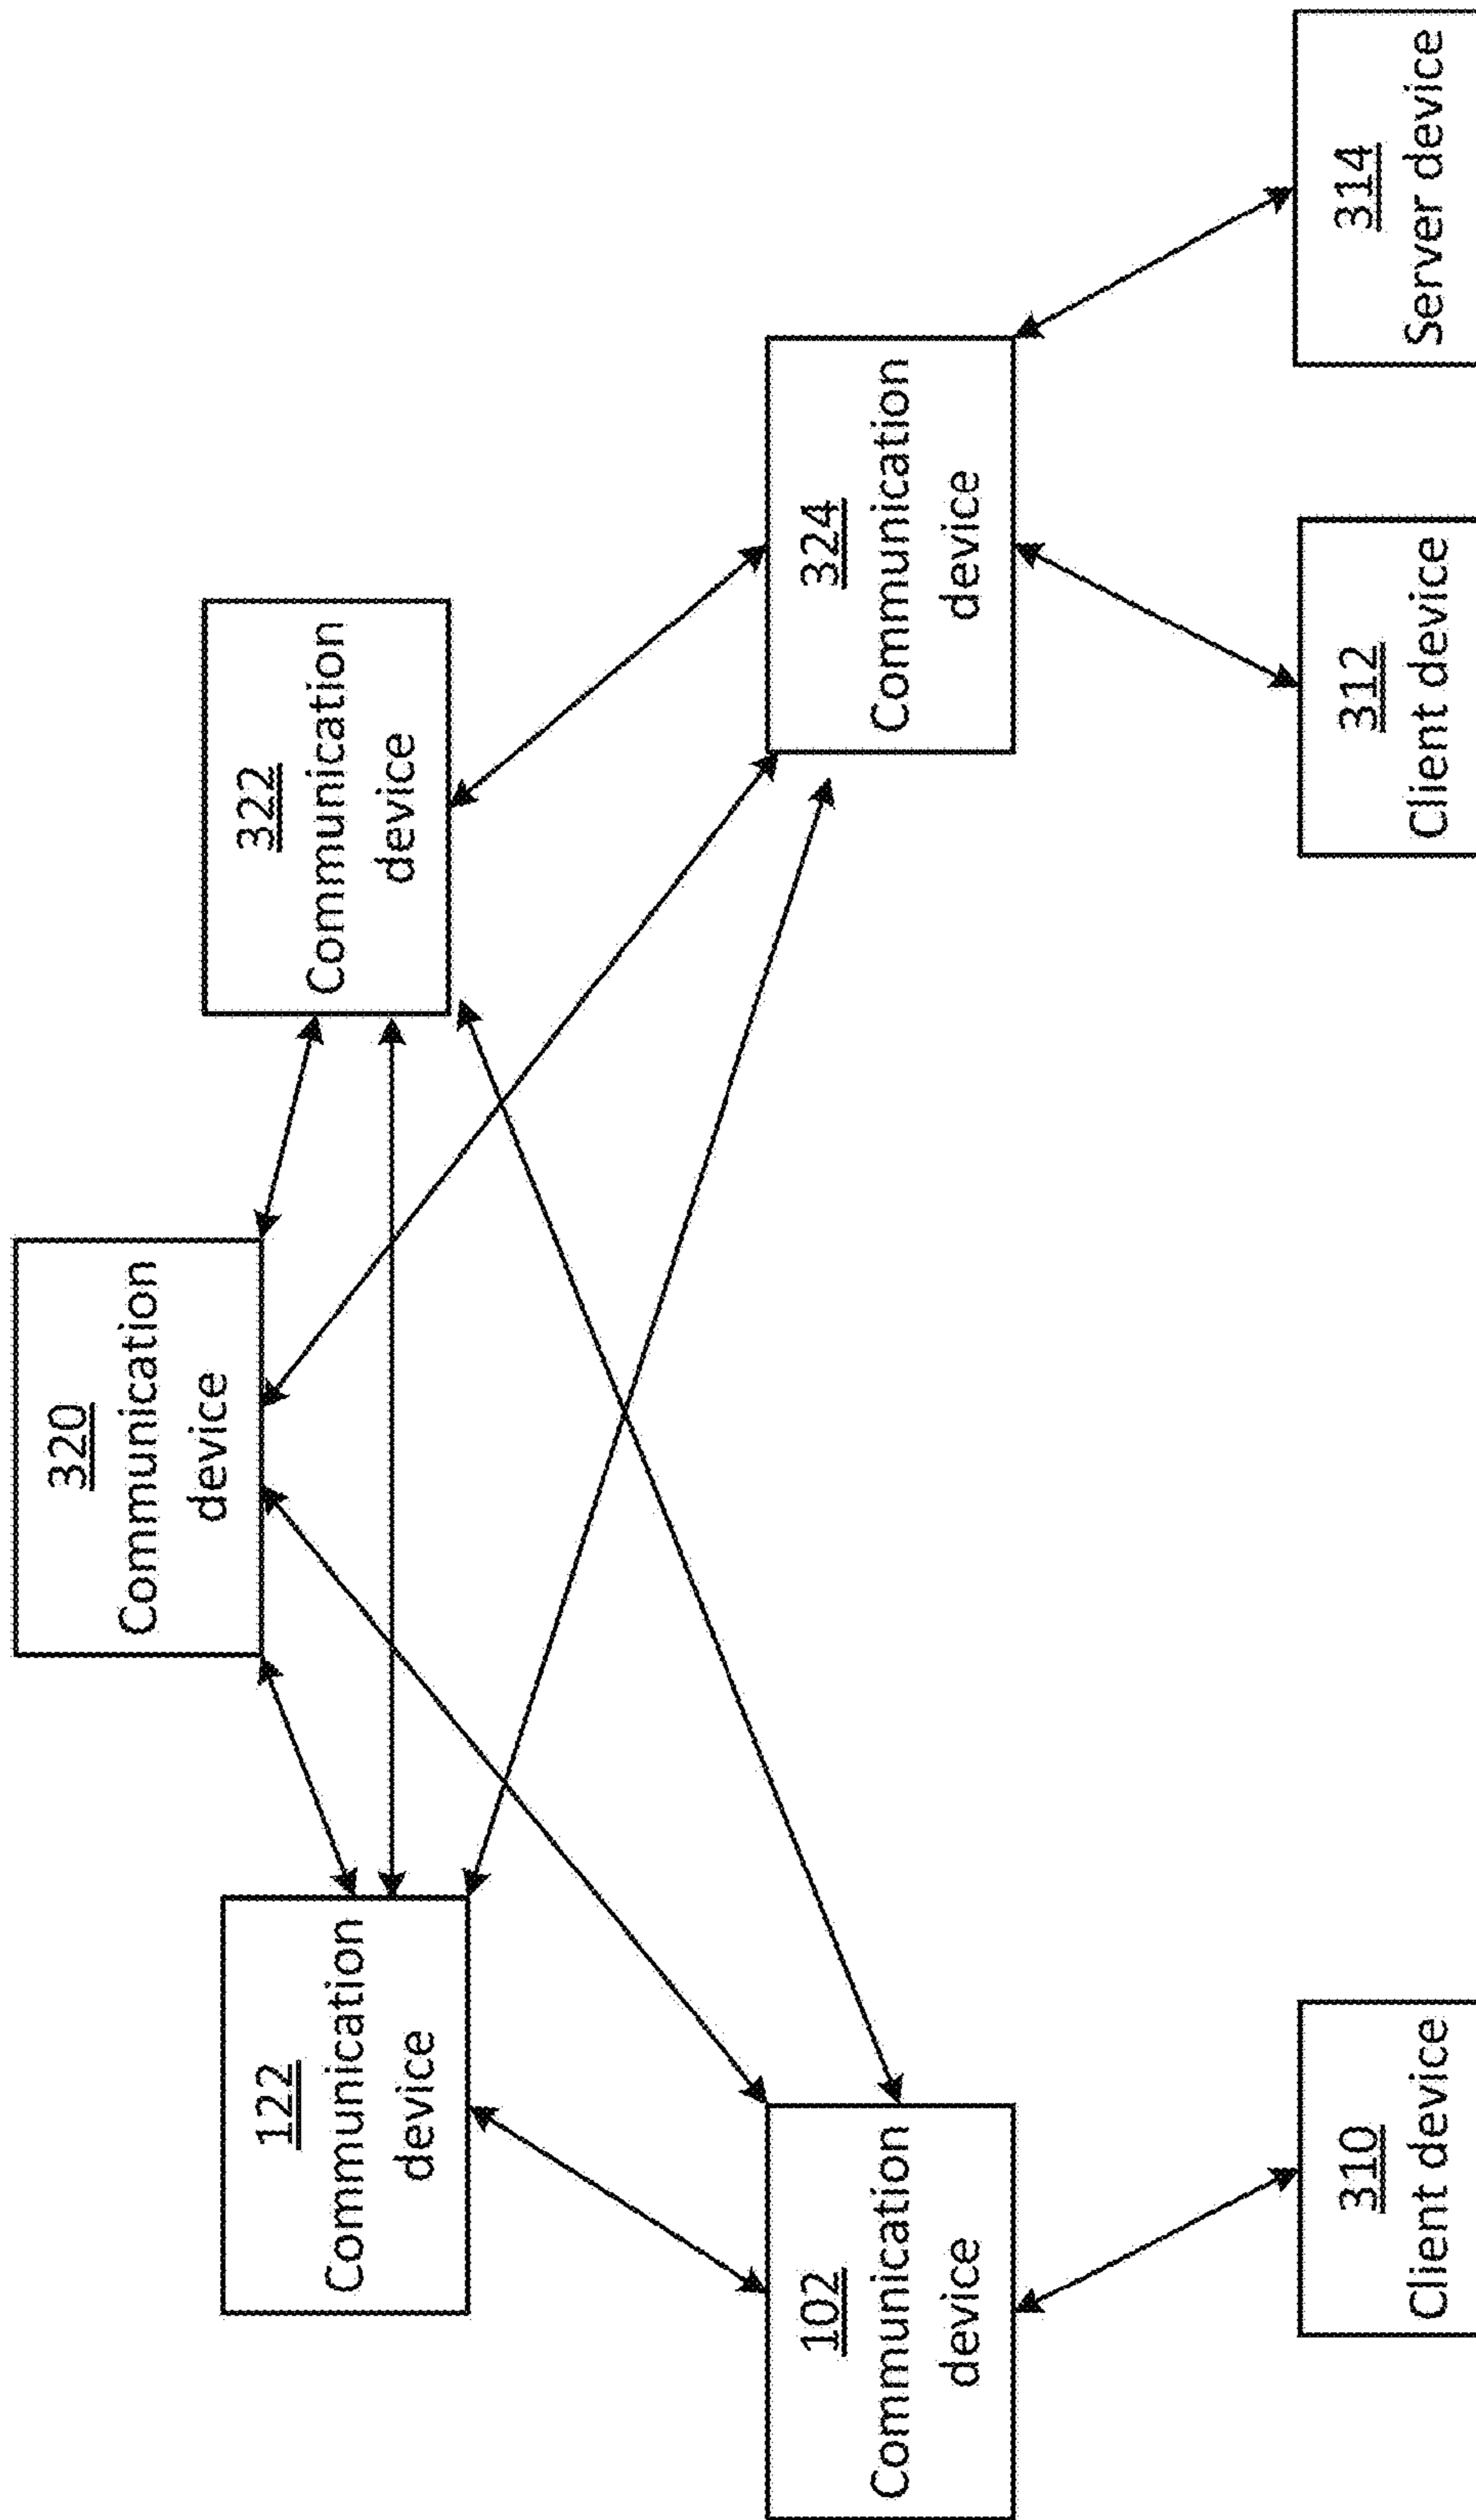 320
Communication
device
122
Communication
device
322
Communication
device
102
Communication
device
324
Communication
device
310
Client device
312
Client device
314
Server device